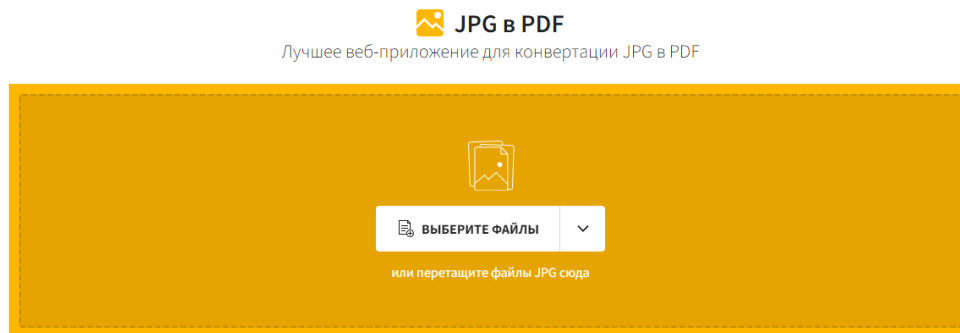 JPG в PDF
Лучшее веб-приложение для конвертации JPG в PDF
ВЫБЕРИТЕ ФАЙЛЫ
или перетащите файлы JPG сюда